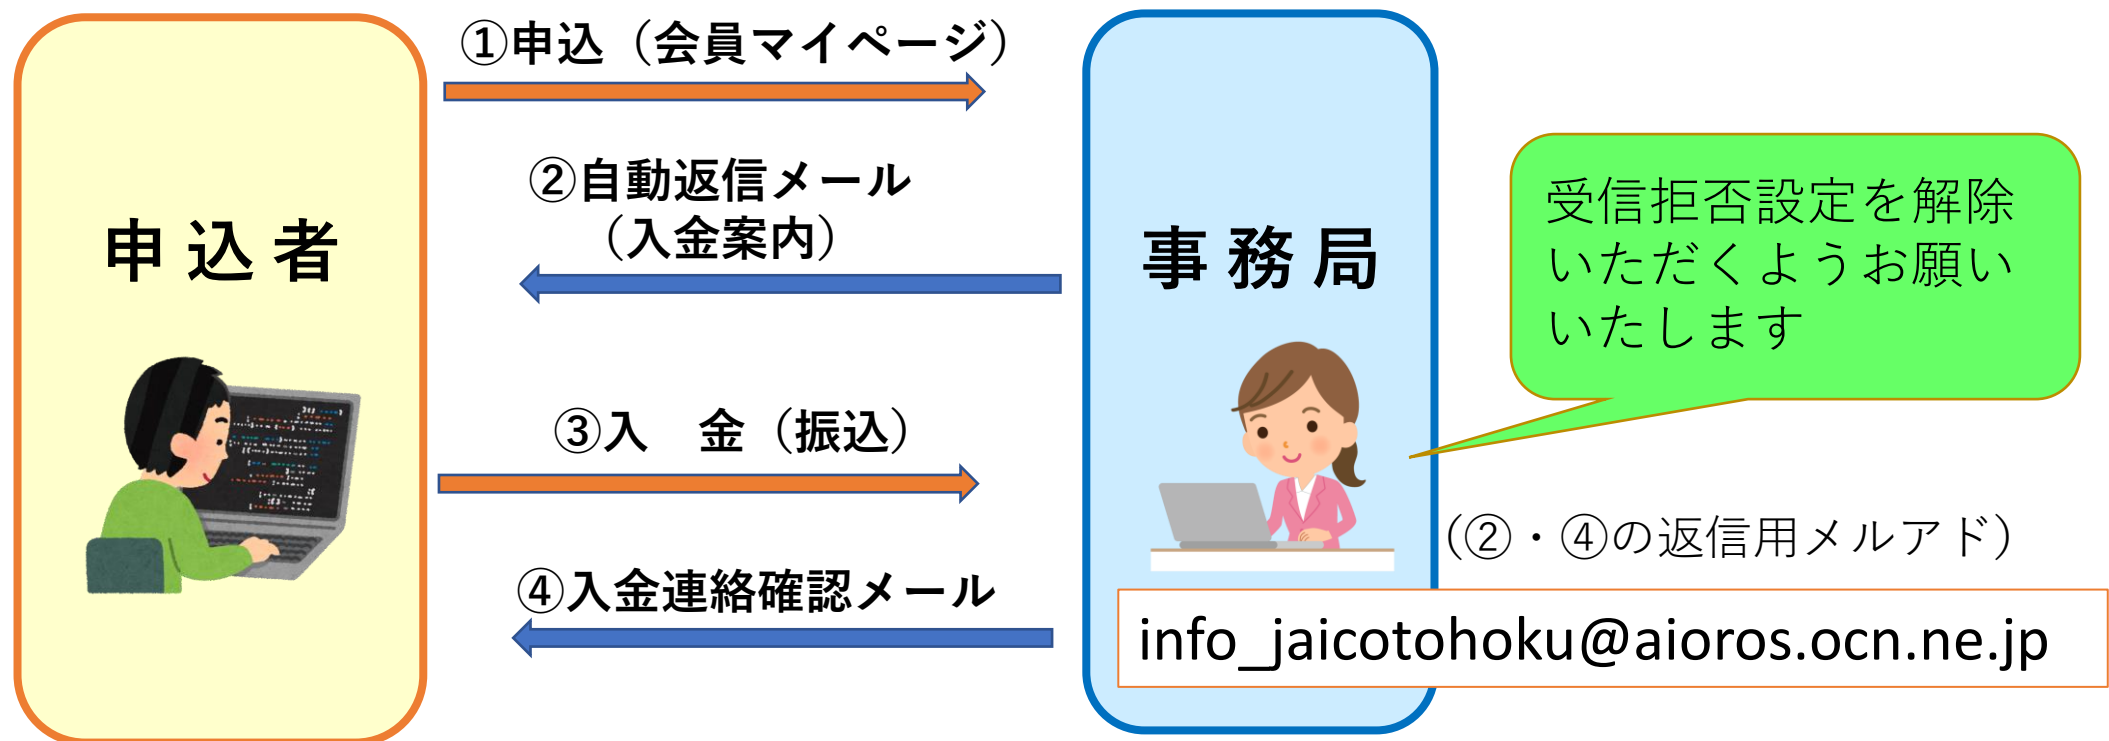 ①申込（会員マイページ）
②自動返信メール
（入金案内）
申 込 者
事 務 局
受信拒否設定を解除
いただくようお願い
いたします
③入　金（振込）
（②・④の返信用メルアド）
④入金連絡確認メール
info_jaicotohoku@aioros.ocn.ne.jp